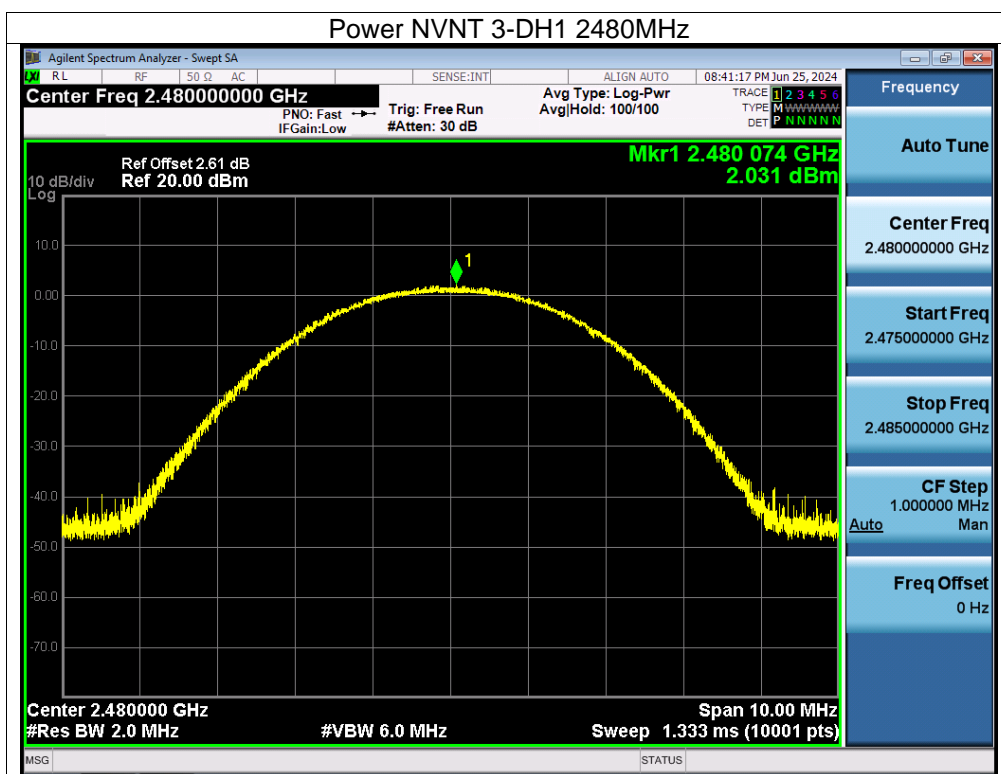 Power NVNT 3-DH1 2480MHz
Agilent Spectrum Analyzer - Swept SA
LXI RL RF 50 Ω AC SENSE:INT ALIGN AUTO 08:41:17 PM Jun 25, 2024
Center Freq 2.480000000 GHz
PNO: Fast
IFGain:Low
Trig: Free Run
#Atten: 30 dB
Avg Type: Log-Pwr
Avg|Hold: 100/100
TRACE 1 2 3 4 5 6
TYPE M WWWWW
DET P N N N N N
Mkr1 2.480 074 GHz
2.031 dBm
Ref Offset 2.61 dB
10 dB/div Ref 20.00 dBm
Log
10.0
0.00
-10.0
-20.0
-30.0
-40.0
-50.0
-60.0
-70.0
1
Center 2.480000 GHz
Span 10.00 MHz
#Res BW 2.0 MHz
#VBW 6.0 MHz
Sweep 1.333 ms (10001 pts)
MSG
STATUS
Frequency
Auto Tune
Center Freq
2.480000000 GHz
Start Freq
2.475000000 GHz
Stop Freq
2.485000000 GHz
CF Step
1.000000 MHz
Auto Man
Freq Offset
0 Hz